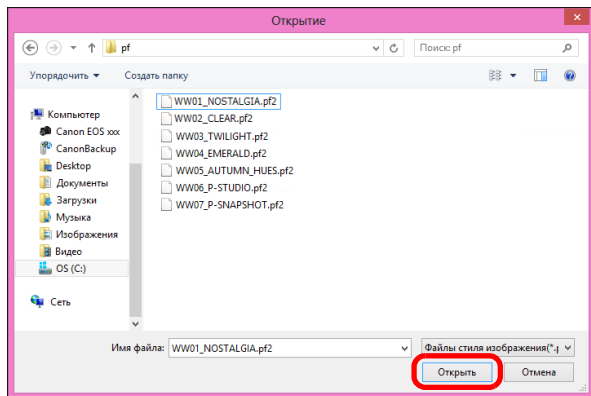 Открытие
pf
Поиск: pf
Упорядочить
Создать папку
Компьютер
Canon EOS xxx
CanonBackup
Desktop
Документы
Загрузки
Музыка
Изображения
Видео
OS (C:)
Сеть
WW01_NOSTALGIA.pf2
WW02_CLEAR.pf2
WW03_TWILIGHT.pf2
WW04_EMERALD.pf2
WW05_AUTUMN_HUES.pf2
WW06_P-STUDIO.pf2
WW07_P-SNAPSHOT.pf2
Имя файла: WW01_NOSTALGIA.pf2
Файлы стиля изображения(*.
Открыть
Отмена